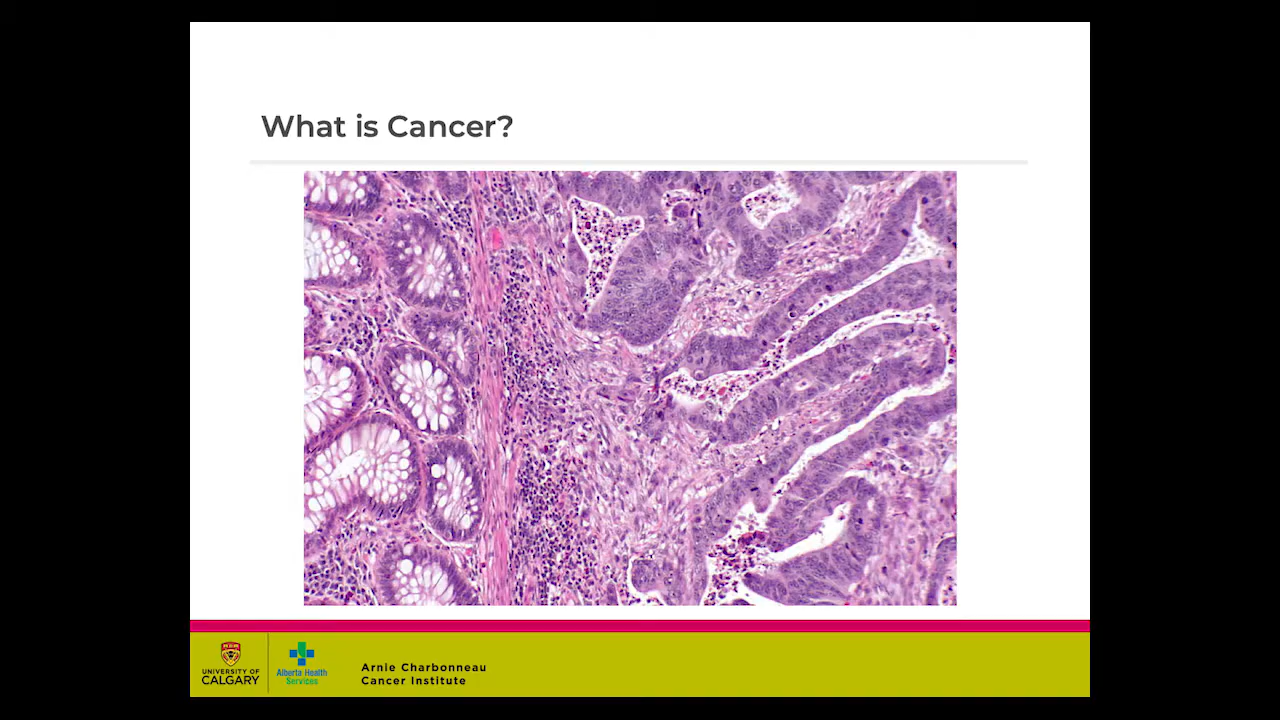 What is Cancer?
UNIVERSITY OF
CALGARY
Alberta Health
Services
Arnie Charbonneau
Cancer Institute